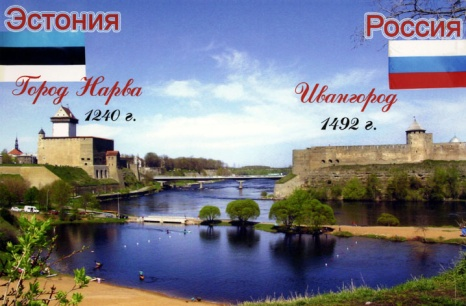 Эстония
Россия
Город Нарва
1240 г.
Ивангород
1492 г.